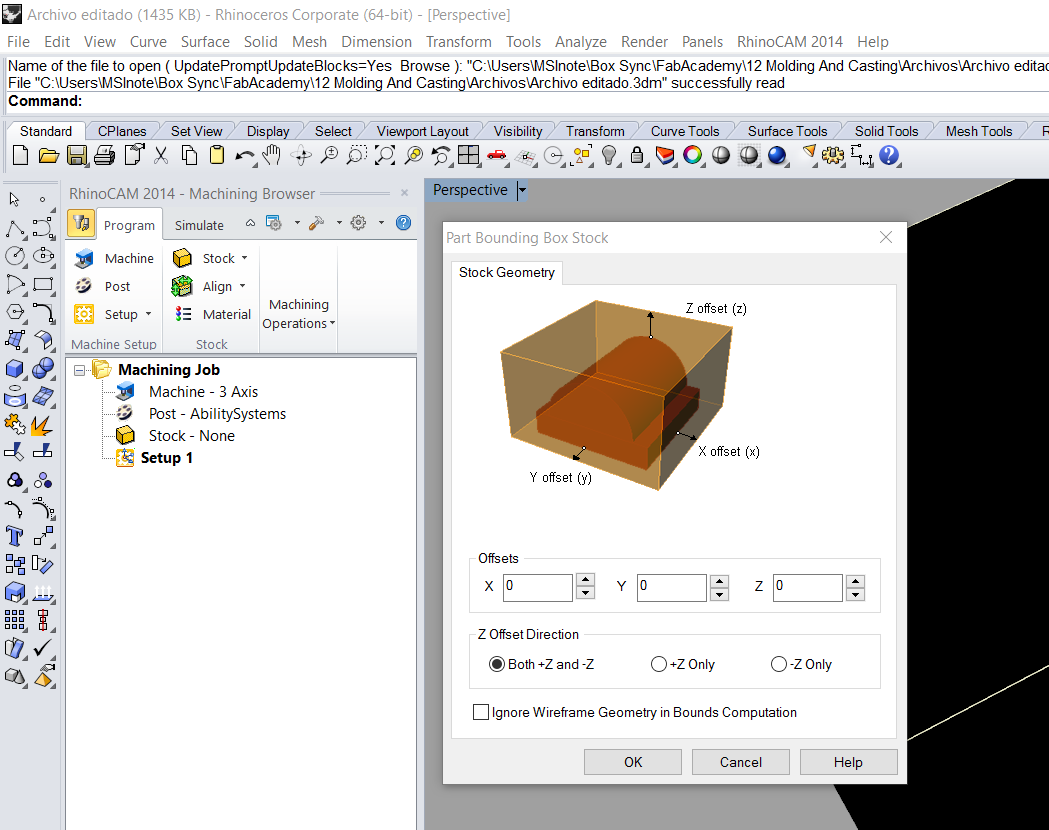 Archivo editado (1435 KB) - Rhinoceros Corporate (64-bit) - [Perspective]
File Edit View Curve Surface Solid Mesh Dimension Transform Tools Analyze Render Panels RhinoCAM 2014 Help
Name of the file to open ( UpdatePromptUpdateBlocks=Yes Browse ): "C:\Users\MSInote\Box Sync\FabAcademy\12 Molding And Casting\Archivos\Archivo editad
File "C:\Users\MSInote\Box Sync\FabAcademy\12 Molding And Casting\Archivos\Archivo editado.3dm" successfully read
Command:
Standard CPlanes Set View Display Select Viewport Layout Visibility Transform Curve Tools Surface Tools Solid Tools Mesh Tools R
RhinoCAM 2014 - Machining Browser
Program Simulate
Machine
Post
Setup
Machine Setup
Stock
Align
Material
Stock
Machining
Operations
Machining Job
Machine - 3 Axis
Post - AbilitySystems
Stock - None
Setup 1
Perspective
Part Bounding Box Stock
Stock Geometry
Z offset (z)
X offset (x)
Y offset (y)
Offsets
X 0 Y 0 Z 0
Z Offset Direction
Both +Z and -Z +Z Only -Z Only
Ignore Wireframe Geometry in Bounds Computation
OK Cancel Help